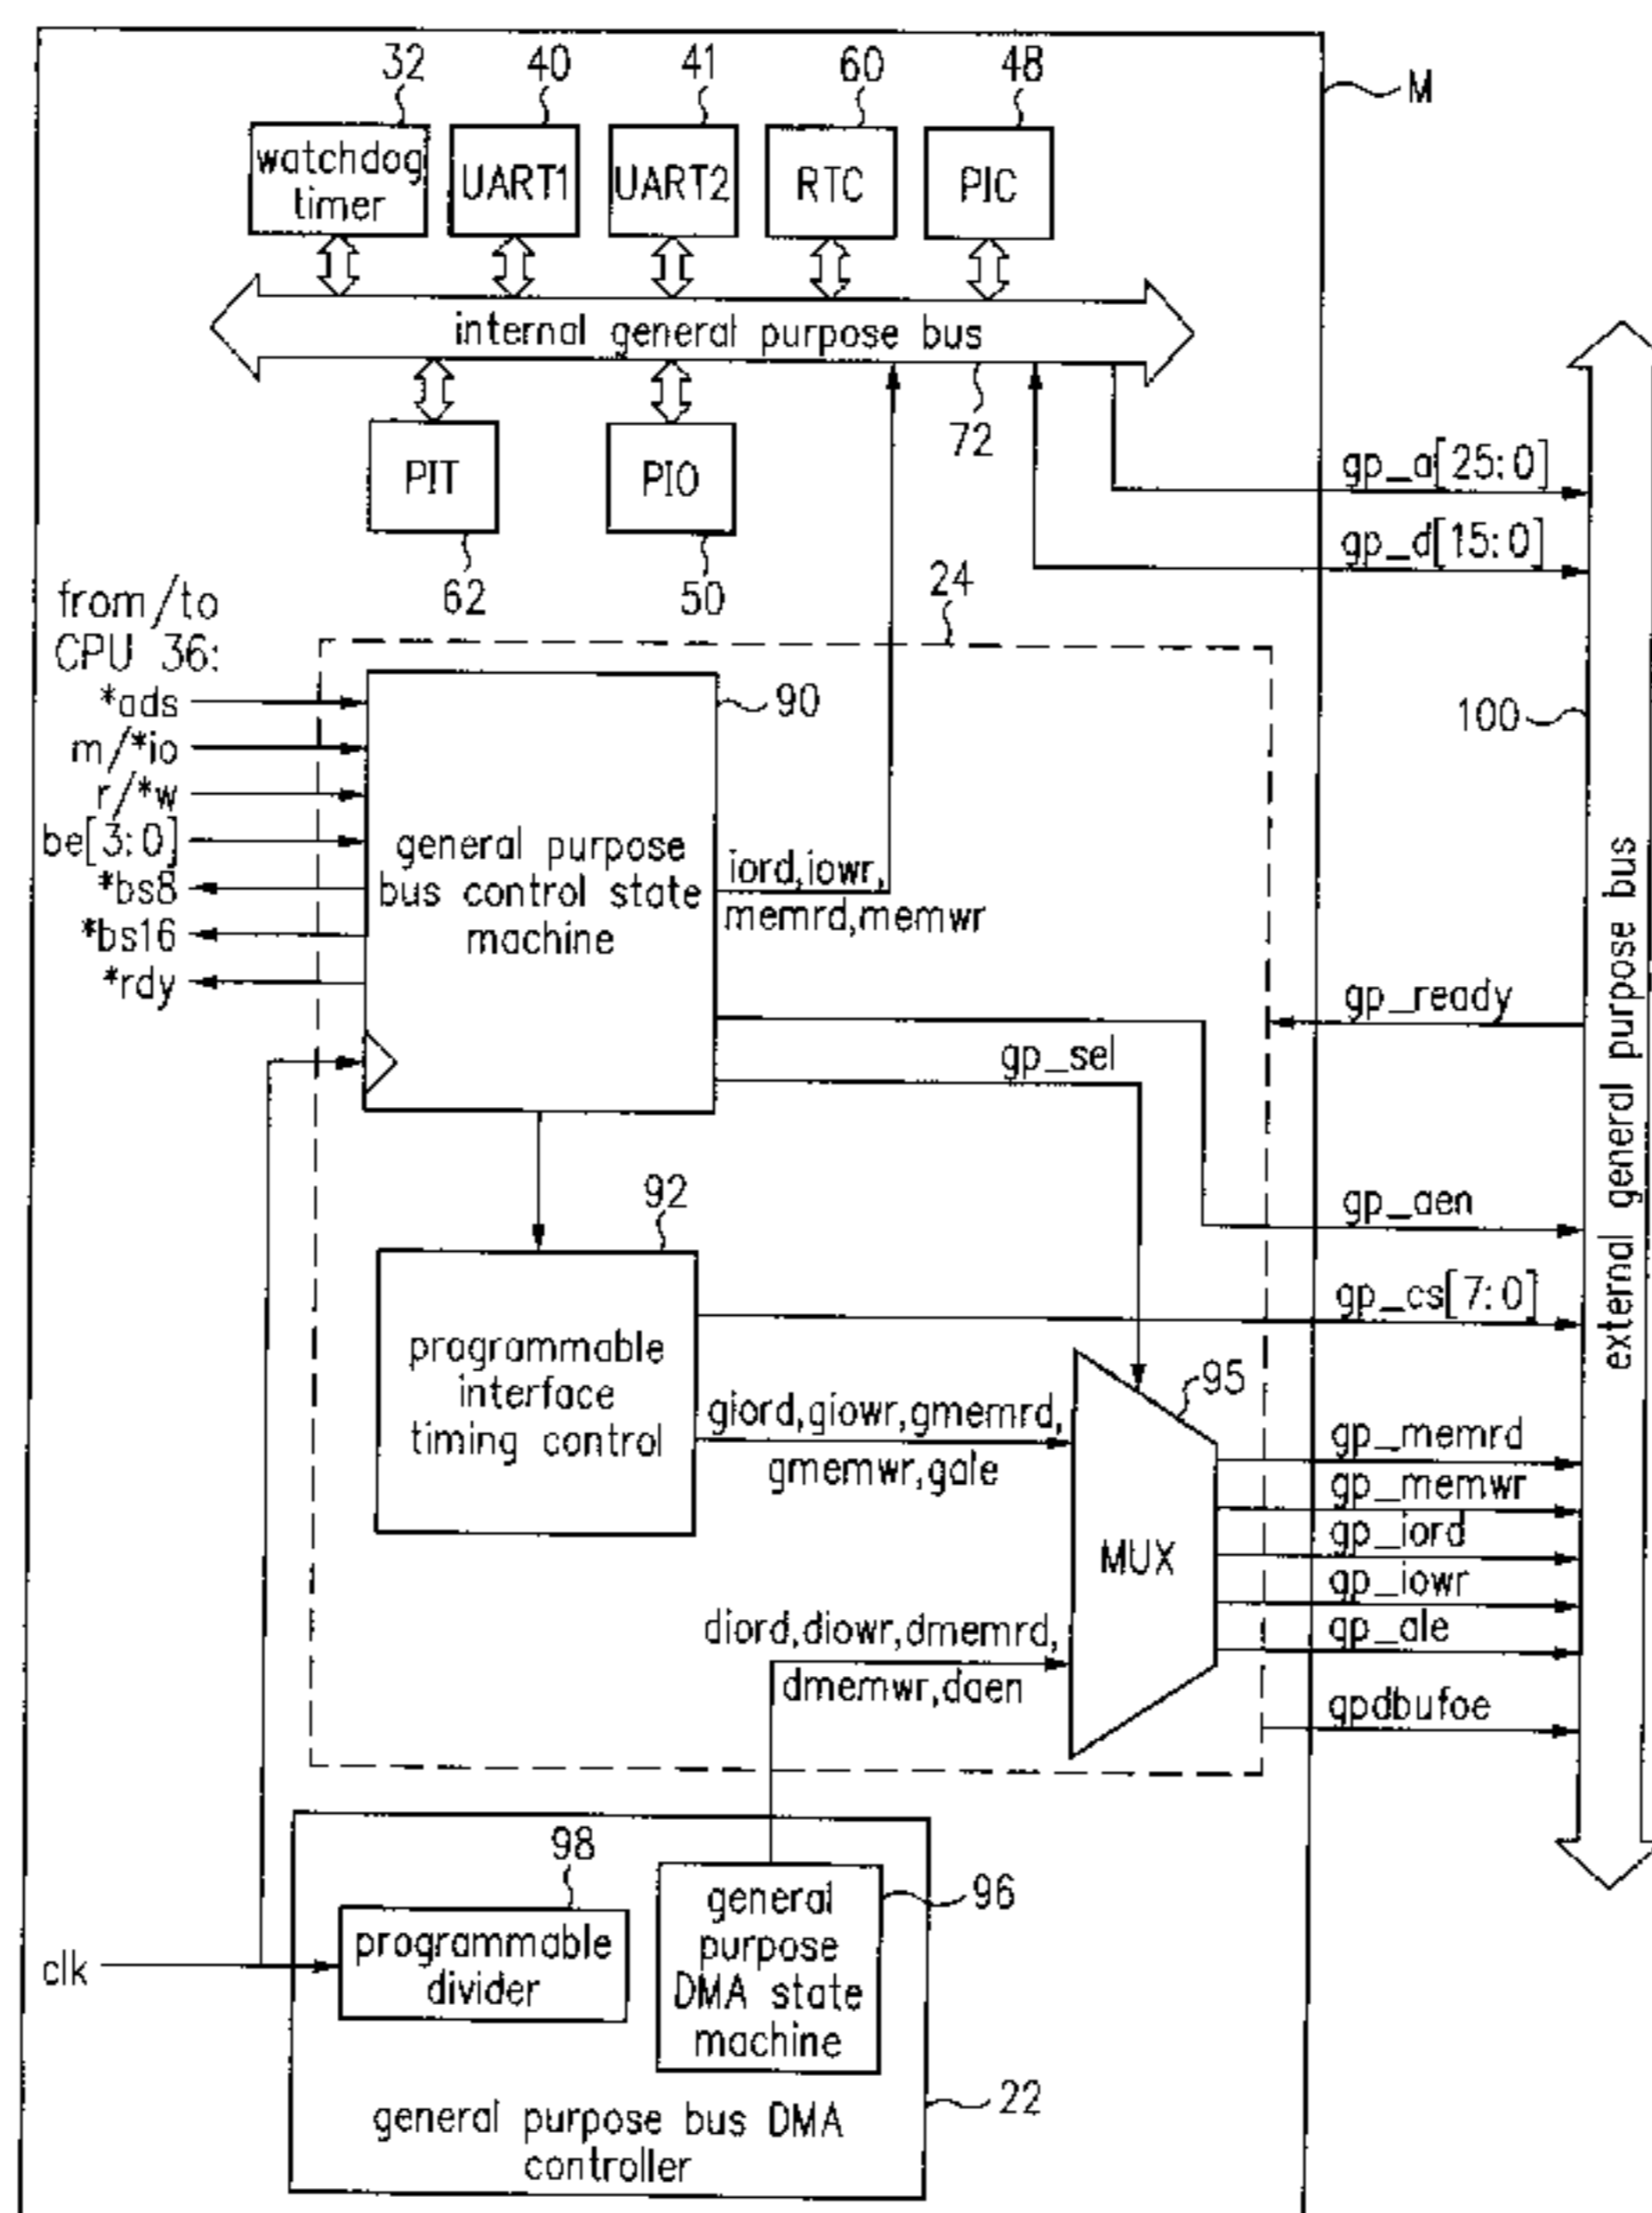 32
40
41
60
48
M
watchdog
timer
UART1
UART2
RTC
PIC
internal general purpose bus
72
PIT
PIO
62
50
gp_a[25:0]
gp_d[15:0]
24
from/to
CPU 36:
*ads
m/*io
r/*w
be[3:0]
*bs8
*bs16
*rdy
90
general purpose
bus control state
machine
iord,iowr,
memrd,memwr
100
external general purpose bus
gp_ready
gp_sel
gp_aen
92
gp_cs[7:0]
programmable
interface
timing control
giord,giowr,gmemrd,
gmemwr,gale
95
MUX
gp_memrd
gp_memwr
gp_iord
gp_iowr
gp_ale
diord,diowr,dmemrd,
dmemwr,daen
gpdbufoe
98
96
clk
programmable
divider
general
purpose
DMA state
machine
22
general purpose bus DMA
controller